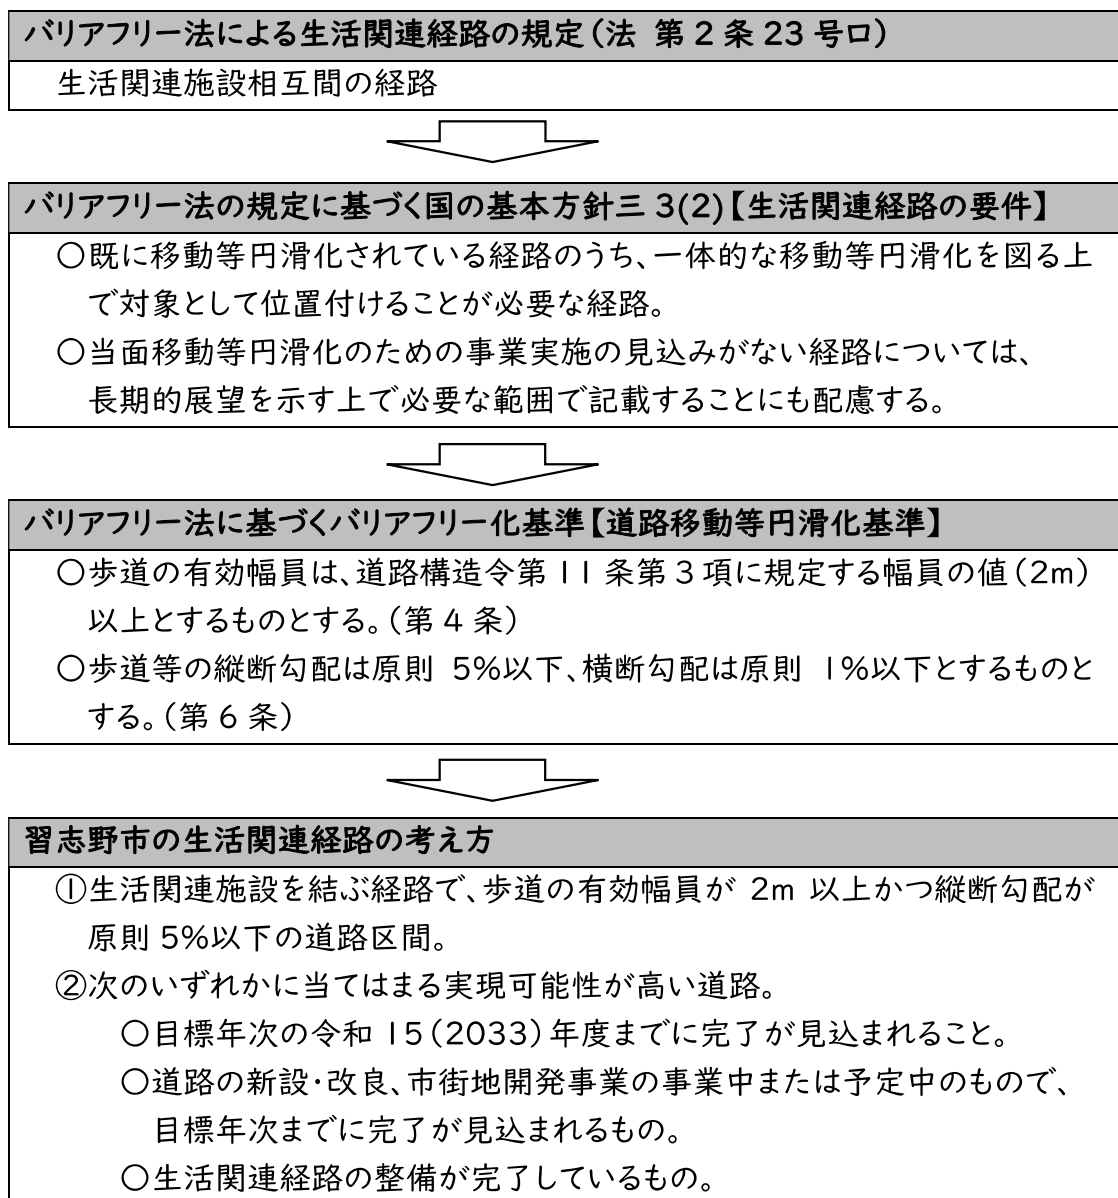 バリアフリー法による生活関連経路の規定(法 第2条23号ロ)
生活関連施設相互間の経路
バリアフリー法の規定に基づく国の基本方針三 3(2)【生活関連経路の要件】
〇既に移動等円滑化されている経路のうち、一体的な移動等円滑化を図る上
で対象として位置付けることが必要な経路。
〇当面移動等円滑化のための事業実施の見込みがない経路については、
長期的展望を示す上で必要な範囲で記載することにも配慮する。
バリアフリー法に基づくバリアフリー化基準【道路移動等円滑化基準】
〇歩道の有効幅員は、道路構造令第11条第3項に規定する幅員の値(2m)
以上とするものとする。(第4条)
〇歩道等の縦断勾配は原則 5%以下、横断勾配は原則 1%以下とするものと
する。(第6条)
習志野市の生活関連経路の考え方
①生活関連施設を結ぶ経路で、歩道の有効幅員が 2m 以上かつ縦断勾配が
原則5%以下の道路区間。
②次のいずれかに当てはまる実現可能性が高い道路。
〇目標年次の令和15(2033)年度までに完了が見込まれること。
〇道路の新設・改良、市街地開発事業の事業中または予定中のもので、
目標年次までに完了が見込まれるもの。
〇生活関連経路の整備が完了しているもの。